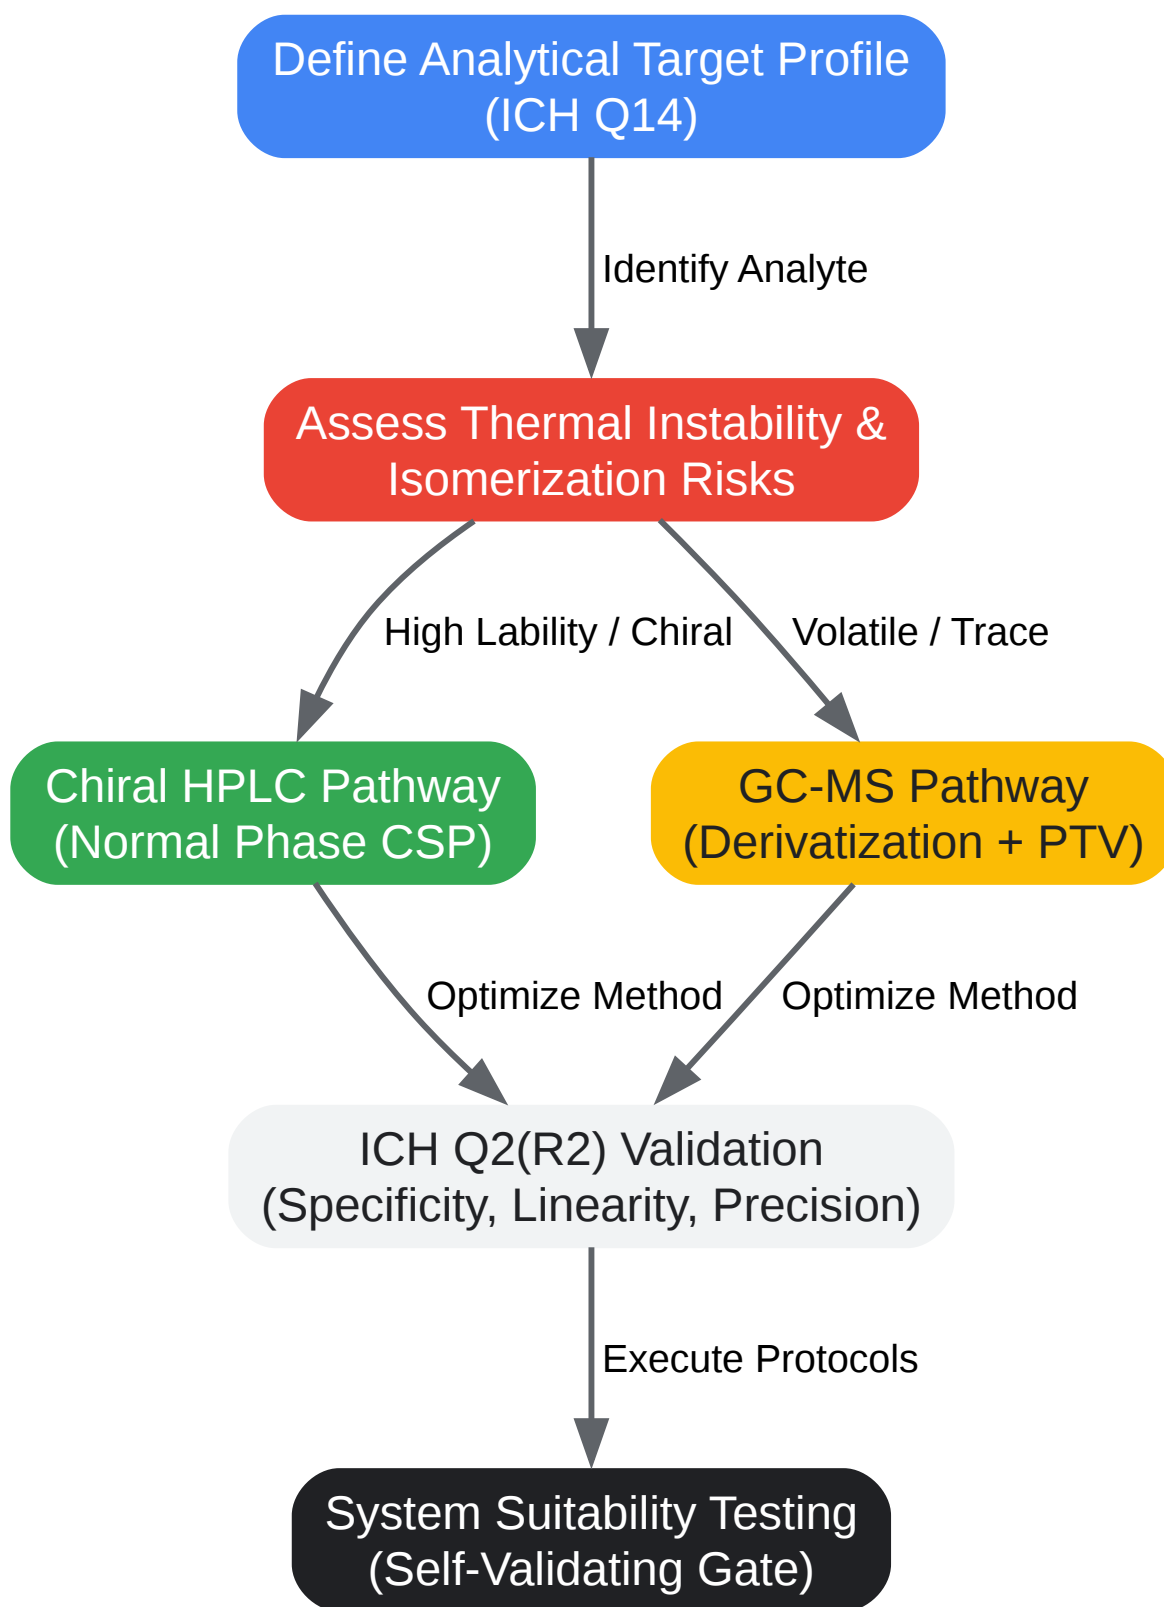 Define Analytical Target Profile
(ICH Q14)
Identify Analyte
Assess Thermal Instability &
Isomerization Risks
High Lability / Chiral
Volatile / Trace
Chiral HPLC Pathway
(Normal Phase CSP)
GC-MS Pathway
(Derivatization + PTV)
Optimize Method
Optimize Method
ICH Q2(R2) Validation
(Specificity, Linearity, Precision)
Execute Protocols
System Suitability Testing
(Self-Validating Gate)